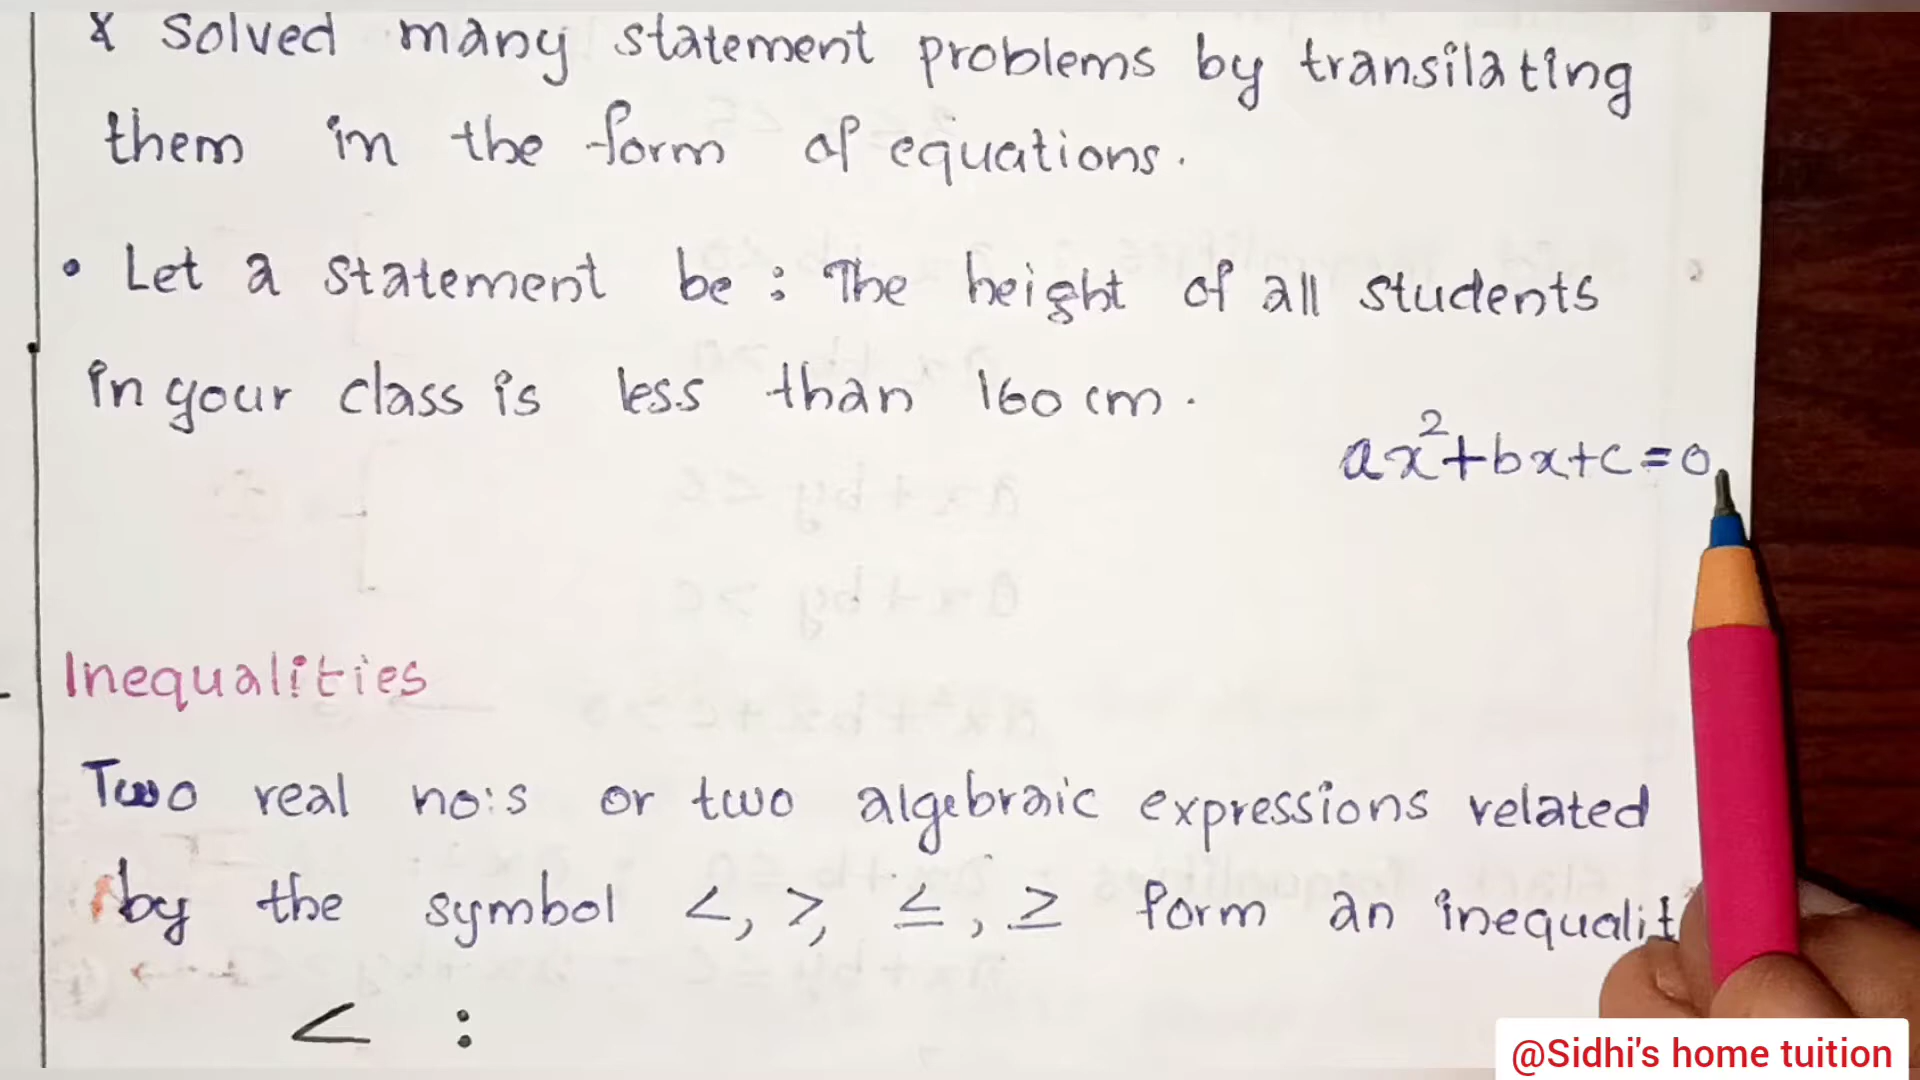 & solved many statement problems by transilating
them in the form of equations.
• Let a statement be : The height of all students
in your class is less than 160 cm.
ax²+bx+c=0
Inequalities
Two real no:s or two algebraic expressions related
by the symbol <, >, ≤, ≥ form an inequalit
< :
@Sidhi's home tuition